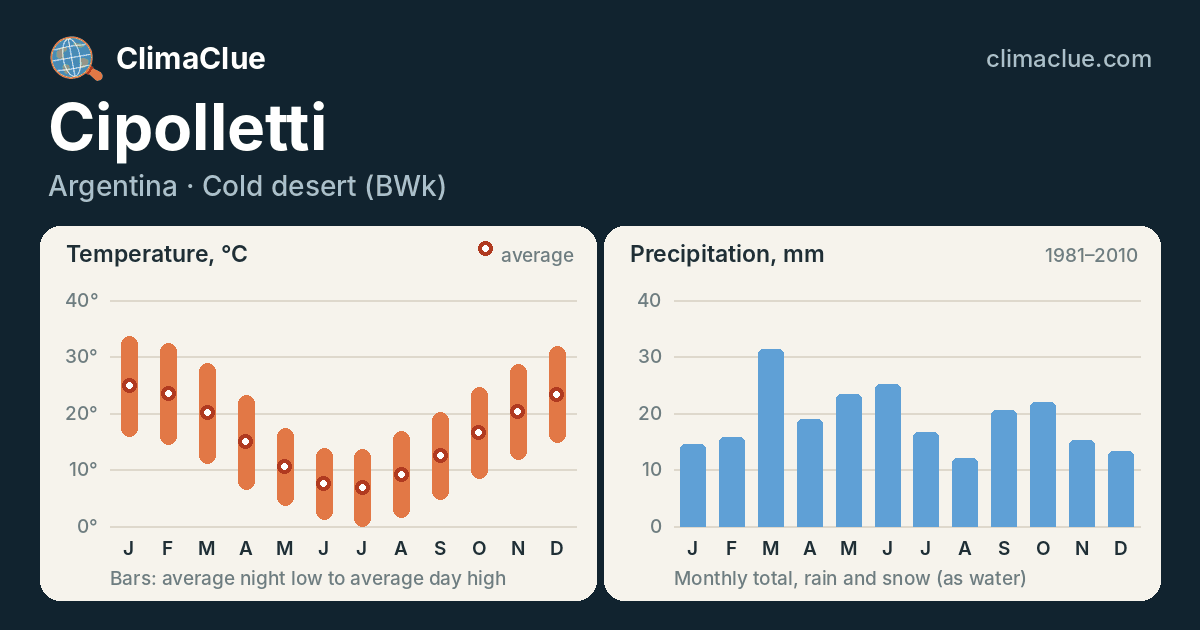 ClimaClue
climaclue.com
Cipolletti
Argentina · Cold desert (BWk)
Temperature, °C
average
40°
30°
20°
10°
0°
J F M A M J J A S O N D
Bars: average night low to average day high
Precipitation, mm
1981–2010
40
30
20
10
0
J F M A M J J A S O N D
Monthly total, rain and snow (as water)